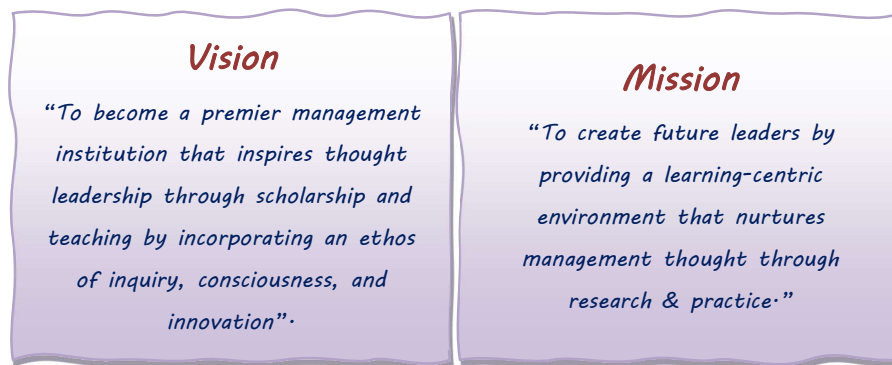 Vision
“To become a premier management
institution that inspires thought
leadership through scholarship and
teaching by incorporating an ethos
of inquiry, consciousness, and
innovation”.
Mission
“To create future leaders by
providing a learning-centric
environment that nurtures
management thought through
research & practice.”